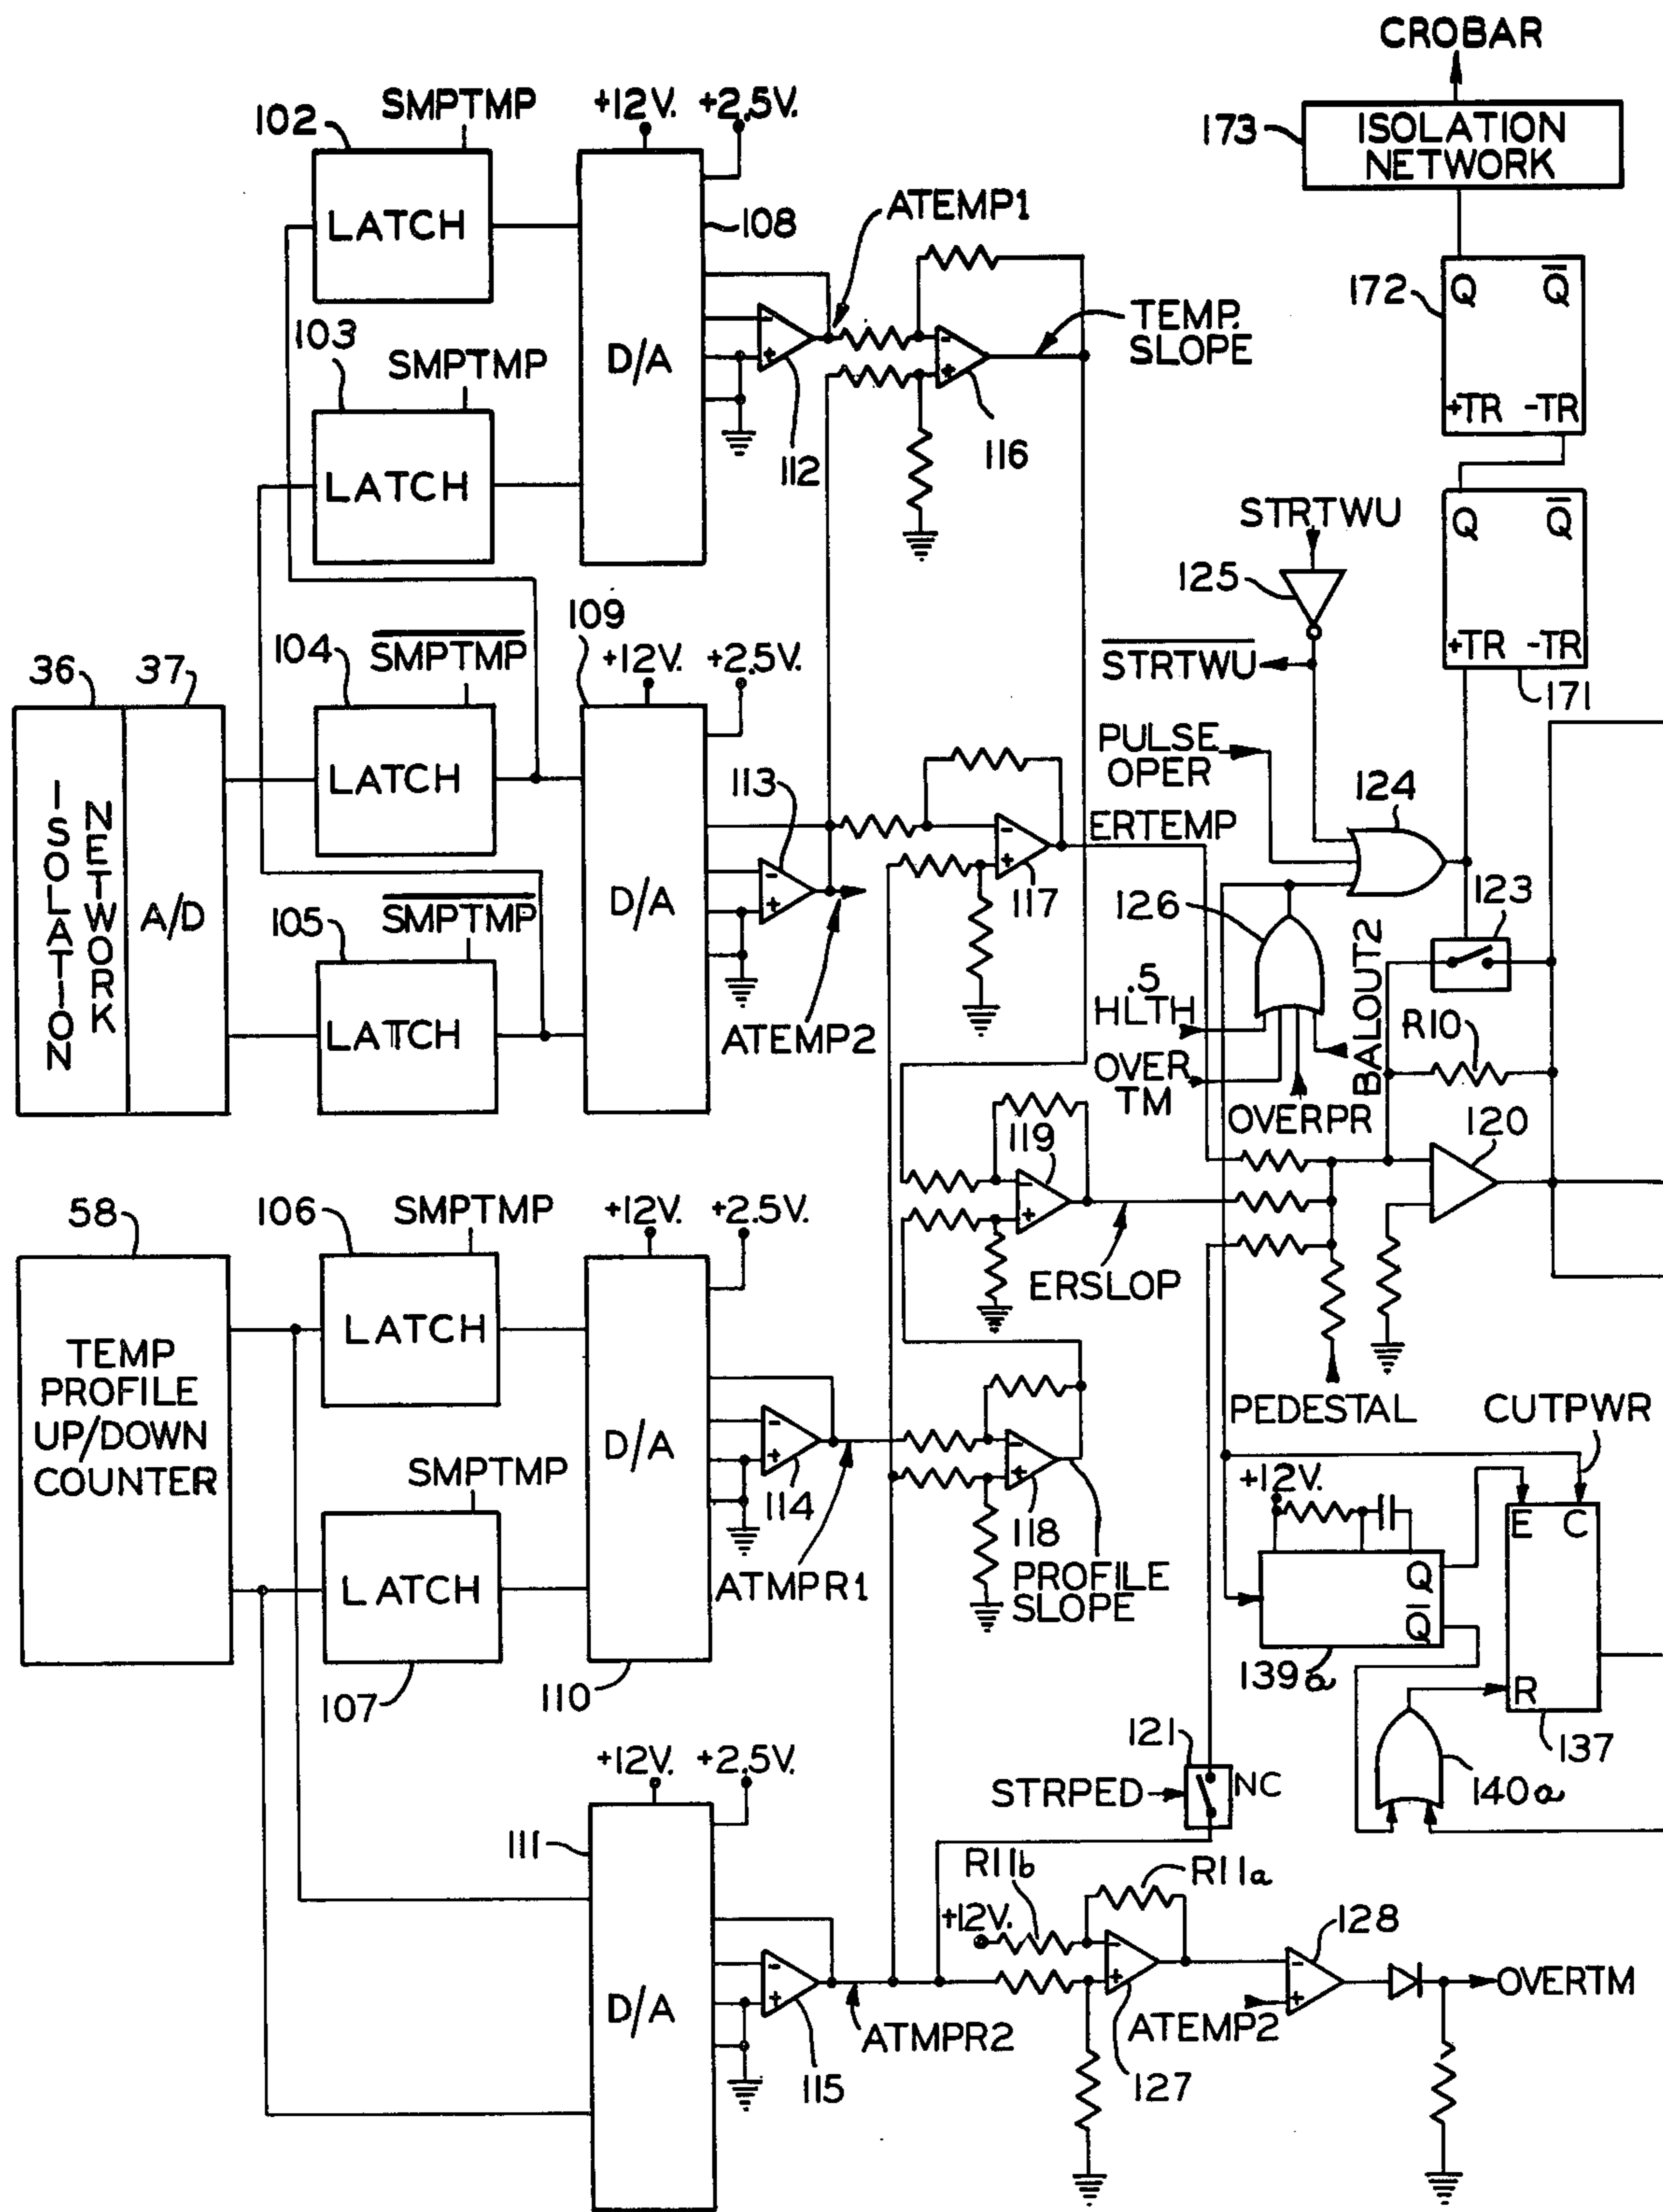 CROBAR
173
ISOLATION
NETWORK
102
SMPTMP
+12V.
+2.5V.
LATCH
108
ATEMP1
172
Q
Q̅
+TR
-TR
103
SMPTMP
LATCH
D/A
112
116
TEMP.
SLOPE
STRTWU
125
S̅T̅R̅T̅W̅U̅
Q
Q̅
+TR
-TR
171
36
37
ISOLATION
NETWORK
A/D
104
S̅M̅P̅T̅M̅P̅
LATCH
109
+12V.
+2.5V.
D/A
113
PULSE
OPER
124
105
S̅M̅P̅T̅M̅P̅
LATCH
ATEMP2
117
ERTEMP
126
123
.5
HLTH
OVER
TM
OVERPR
BALOUT2
R10
120
119
ERSLOP
PEDESTAL
58
TEMP
PROFILE
UP/DOWN
COUNTER
106
SMPTMP
LATCH
+12V.
+2.5V.
D/A
114
ATMPR1
118
PROFILE
SLOPE
SMPTMP
LATCH
107
110
CUTPWR
+12V.
Q
Q̅
139a
E
C
R
137
140a
121
STRPED
NC
111
+12V.
+2.5V.
D/A
115
ATMPR2
R11b
R11a
+12V.
127
ATEMP2
128
OVERTM